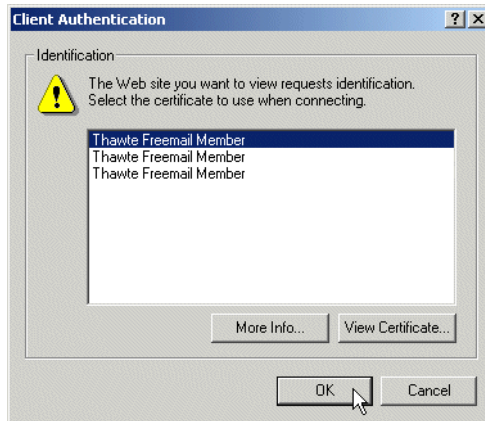 Client Authentication
Identification
The Web site you want to view requests identification.
Select the certificate to use when connecting.
Thawte Freemail Member
Thawte Freemail Member
Thawte Freemail Member
More Info... View Certificate...
OK Cancel